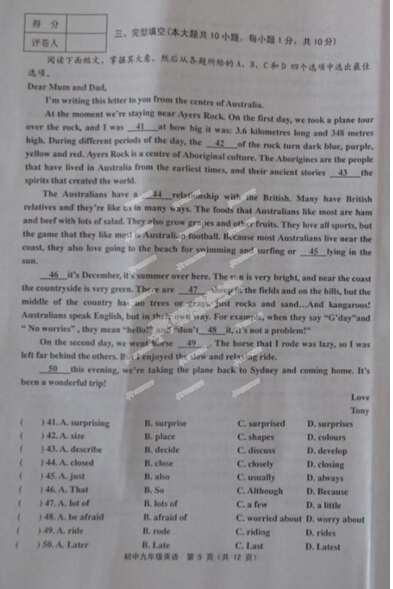 得 分
评卷人
三、完型填空（本大题共 10 小题，每小题 1 分，共 10 分）
阅读下面短文，掌握其大意，然后从各题所给的 A、B、C 和 D 四个选项中选出最佳
选项。
Dear Mum and Dad,
I'm writing this letter to you from the centre of Australia.
At the moment we're staying near Ayers Rock. On the first day, we took a plane tour
over the rock, and I was 41 at how big it was: 3.6 kilometres long and 348 metres
high. During different periods of the day, the 42 of the rock turn dark blue, purple,
yellow and red. Ayers Rock is a centre of Aboriginal culture. The Aborigines are the people
that have lived in Australia from the earliest times, and their ancient stories 43 the
spirits that created the world.
The Australians have a 44 relationship with the British. Many have British
relatives and they're like us in many ways. The foods that Australians like most are ham
and beef with lots of salad. They also grow grapes and other fruits. They love all sports, but
the game that they like most is Australian football. Because most Australians live near the
coast, they also love going to the beach for swimming and surfing or 45 lying in the
sun.
46 it's December, it's summer over here. The sun is very bright, and near the coast
the countryside is very green. There are 47 sheep in the fields and on the hills, but the
middle of the country has no trees or grass, just rocks and sand...And kangaroos!
Australians speak English, but in their own way. For example, when they say "G'day"and
" No worries" , they mean "hello!" and "don't 48 it, it's not a problem!"
On the second day, we went horse 49 . The horse that I rode was lazy, so I was
left far behind the others. But I enjoyed the slow and relaxing ride.
50 this evening, we're taking the plane back to Sydney and coming home. It's
been a wonderful trip!
Love
Tony
( ) 41. A. surprising B. surprise C. surprised D. surprises
( ) 42. A. size B. place C. shapes D. colours
( ) 43. A. describe B. decide C. discuss D. develop
( ) 44. A. closed B. close C. closely D. closing
( ) 45. A. just B. also C. usually D. always
( ) 46. A. That B. So C. Although D. Because
( ) 47. A. lot of B. lots of C. a few D. a little
( ) 48. A. be afraid B. afraid of C. worried about D. worry about
( ) 49. A. ride B. rode C. riding D. rides
( ) 50. A. Later B. Late C. Last D. Latest
初中九年级英语 第 5 页（共 12 页）